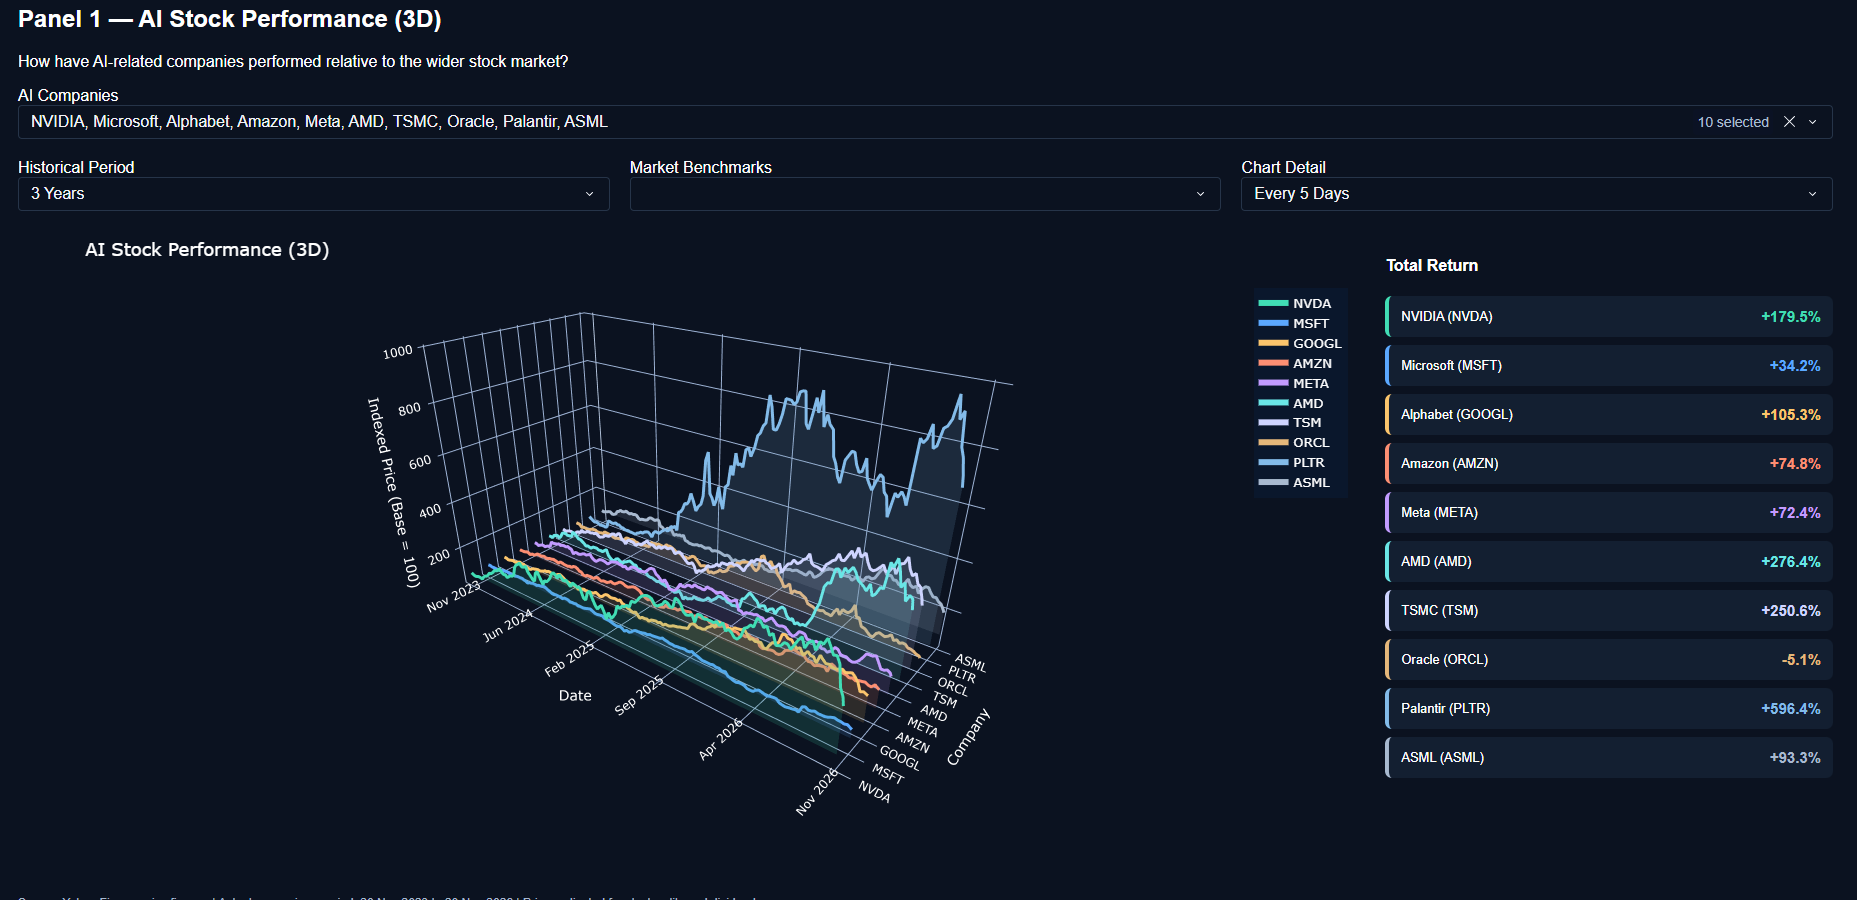 Panel 1 — AI Stock Performance (3D)
How have AI-related companies performed relative to the wider stock market?
AI Companies
NVIDIA, Microsoft, Alphabet, Amazon, Meta, AMD, TSMC, Oracle, Palantir, ASML
10 selected
Historical Period
Market Benchmarks
Chart Detail
3 Years
Every 5 Days
AI Stock Performance (3D)
1000
800
600
400
200
Indexed Price (Base = 100)
Nov 2023
Jun 2024
Feb 2025
Sep 2025
Apr 2026
Nov 2026
Date
ASML
PLTR
ORCL
TSM
AMD
META
AMZN
GOOGL
MSFT
NVDA
Company
NVDA
MSFT
GOOGL
AMZN
META
AMD
TSM
ORCL
PLTR
ASML
Total Return
NVIDIA (NVDA) +179.5%
Microsoft (MSFT) +34.2%
Alphabet (GOOGL) +105.3%
Amazon (AMZN) +74.8%
Meta (META) +72.4%
AMD (AMD) +276.4%
TSMC (TSM) +250.6%
Oracle (ORCL) -5.1%
Palantir (PLTR) +596.4%
ASML (ASML) +93.3%